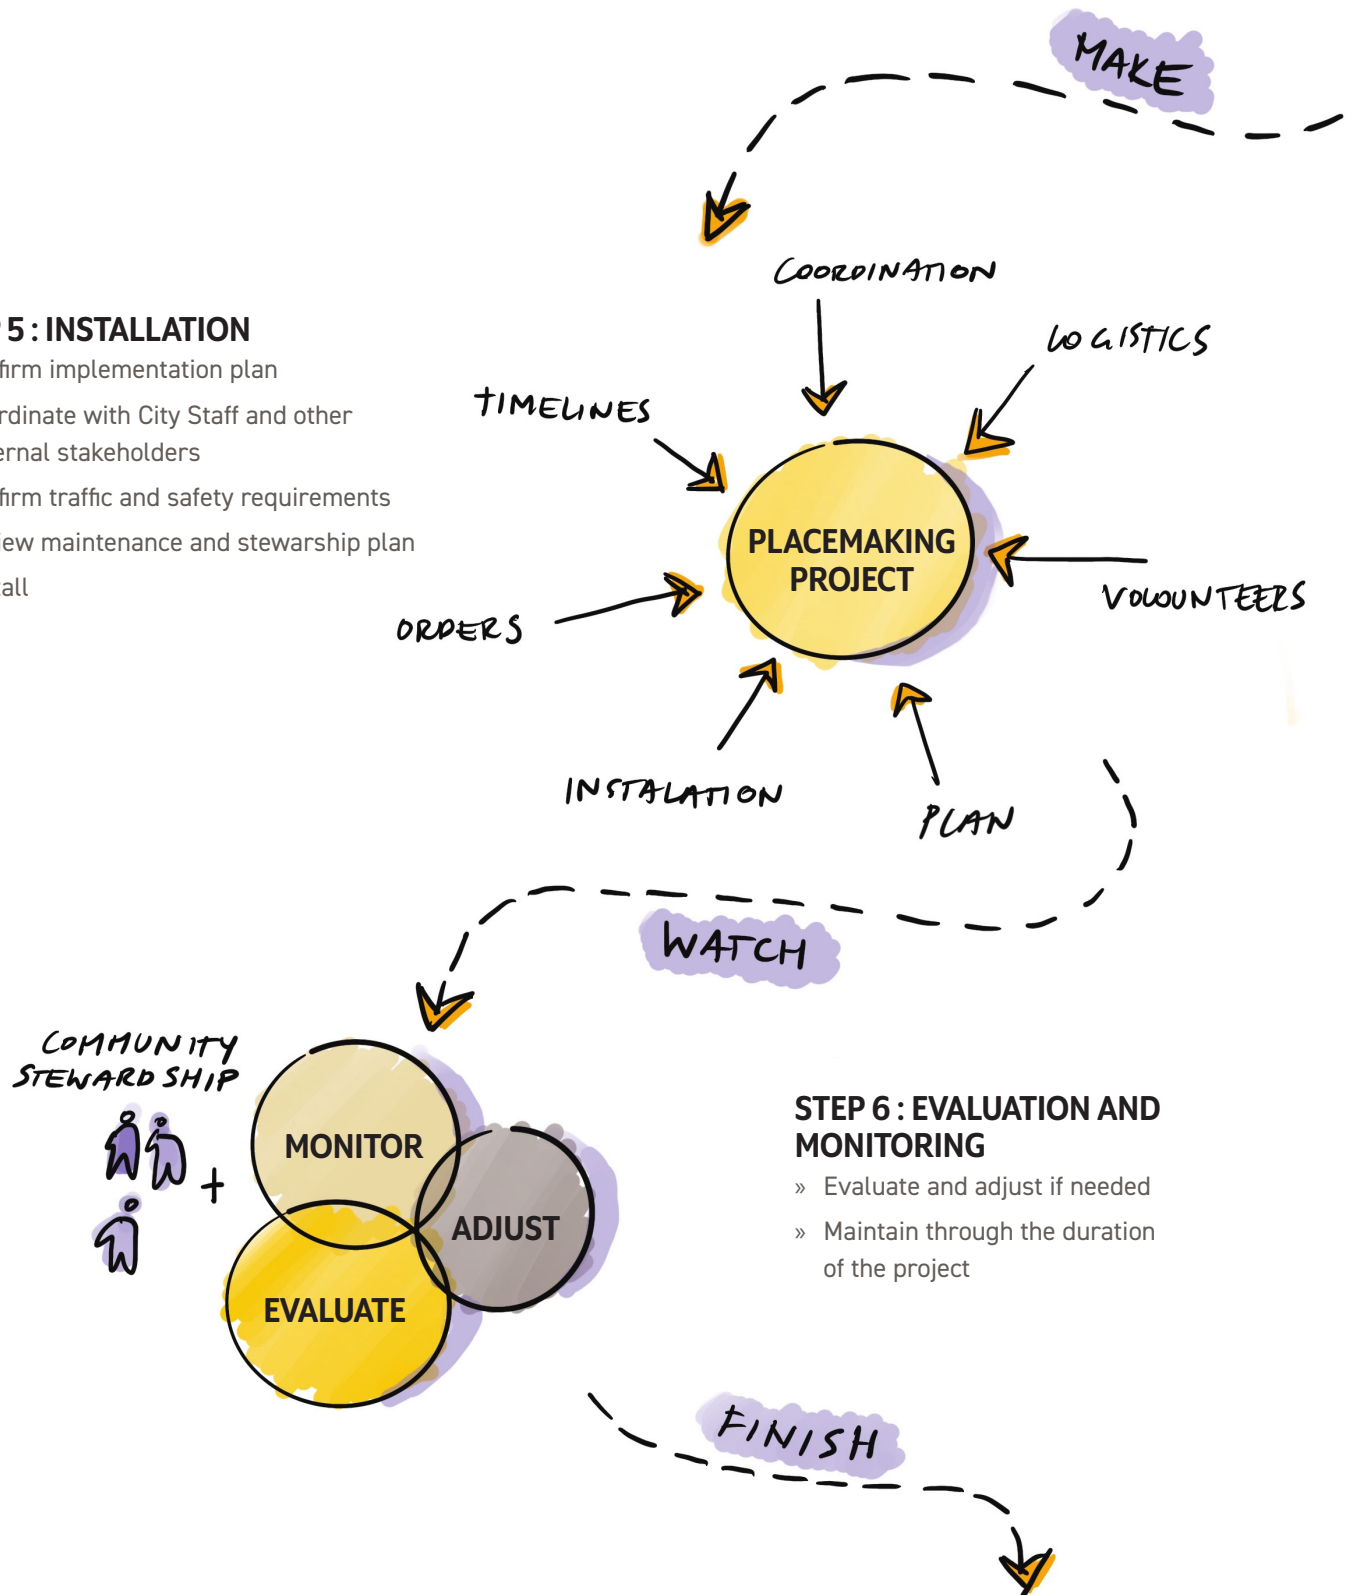 MAKE
COORDINATION
LOGISTICS
TIMELINES
5 : INSTALLATION
firm implementation plan
rdinate with City Staff and other
ernal stakeholders
firm traffic and safety requirements
iew maintenance and stewarship plan
all
PLACEMAKING
PROJECT
VOLOUNTEERS
ORDERS
INSTALATION
PLAN
WATCH
COMMUNITY
STEWARDSHIP
+
MONITOR
ADJUST
EVALUATE
STEP 6 : EVALUATION AND
MONITORING
» Evaluate and adjust if needed
» Maintain through the duration
of the project
FINISH